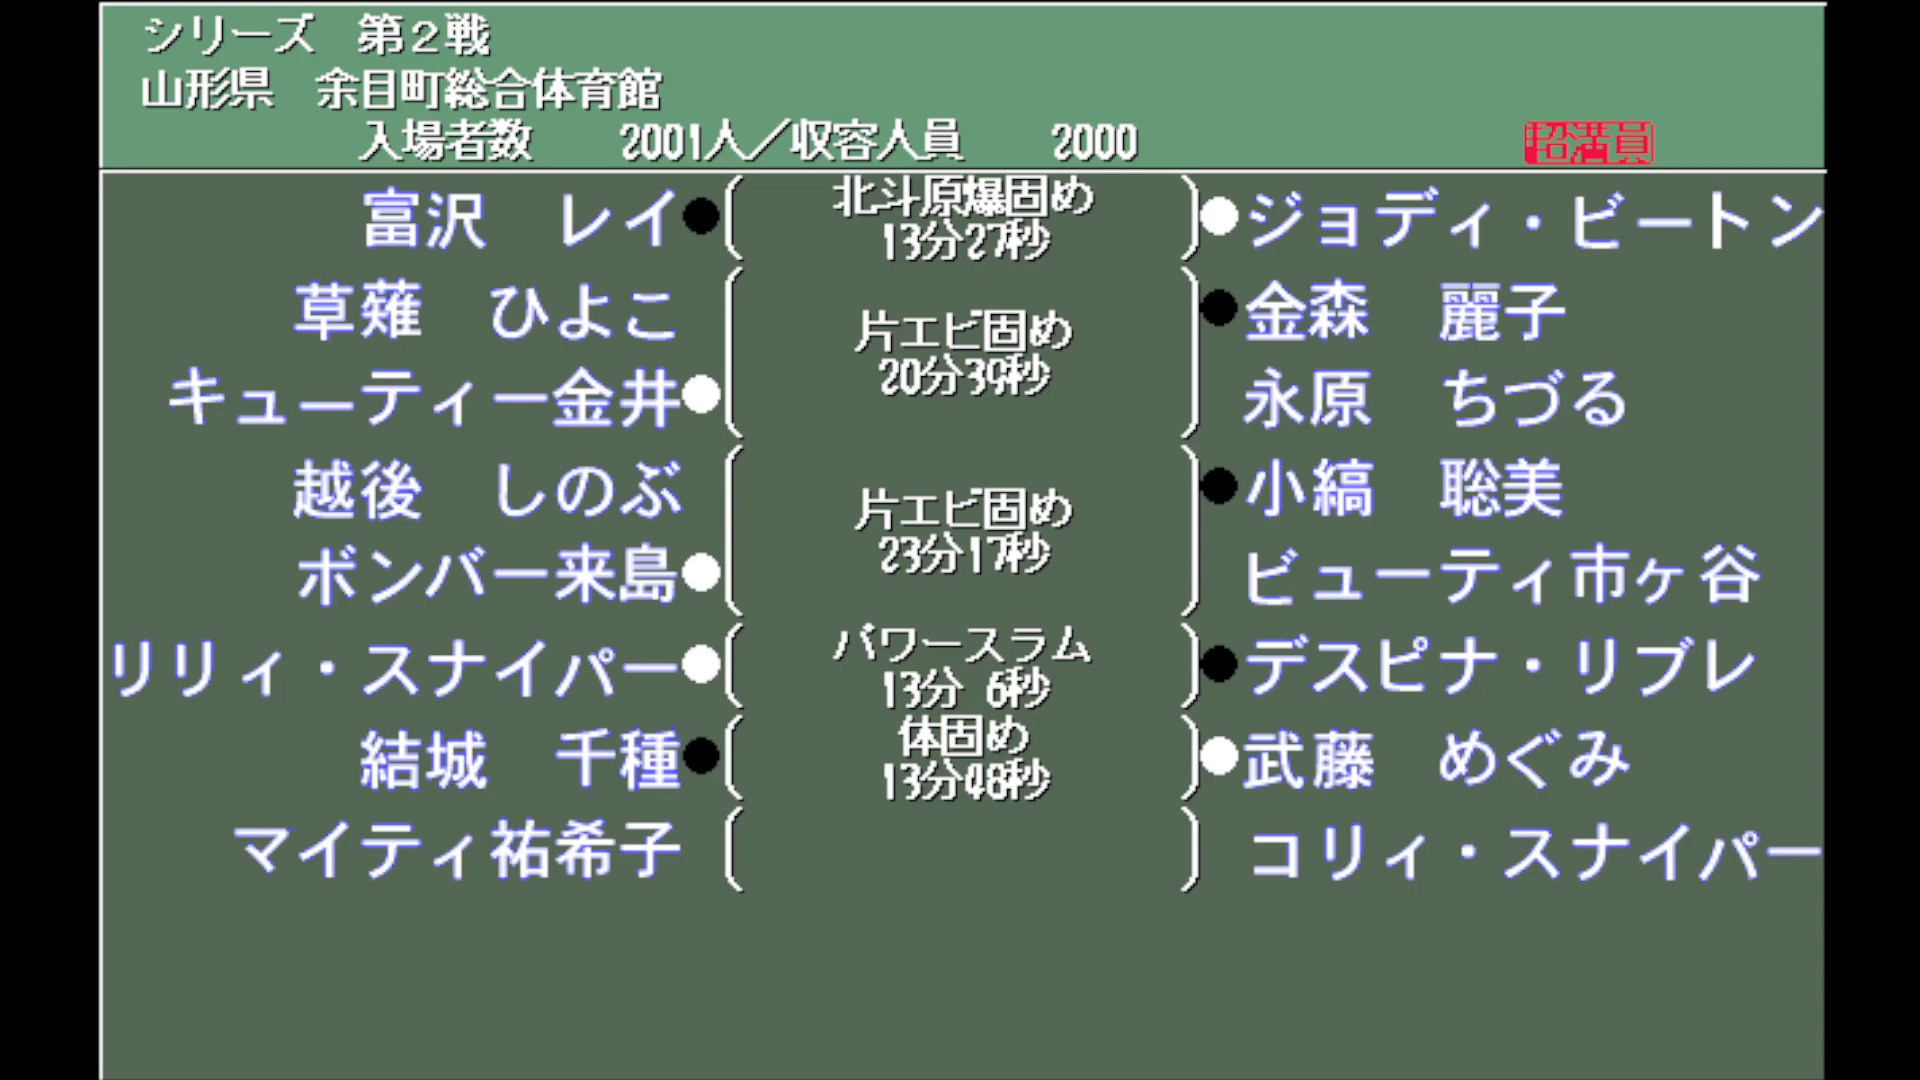 シリーズ　第２戦
山形県　余目町総合体育館
入場者数　2001人／収容人員　2000　超満員
富沢　レイ●（北斗原爆固め 13分27秒）○ジョディ・ビートン
草薙　ひよこ　金森　麗子●
キューティー金井○（片エビ固め 20分39秒）永原　ちづる
越後　しのぶ　小縞　聡美●
ボンバー来島○（片エビ固め 23分17秒）ビューティ市ヶ谷
リリィ・スナイパー○（パワースラム 13分 6秒）●デスピナ・リブレ
結城　千種●（体固め 13分48秒）○武藤　めぐみ
マイティ祐希子（　）コリィ・スナイパー